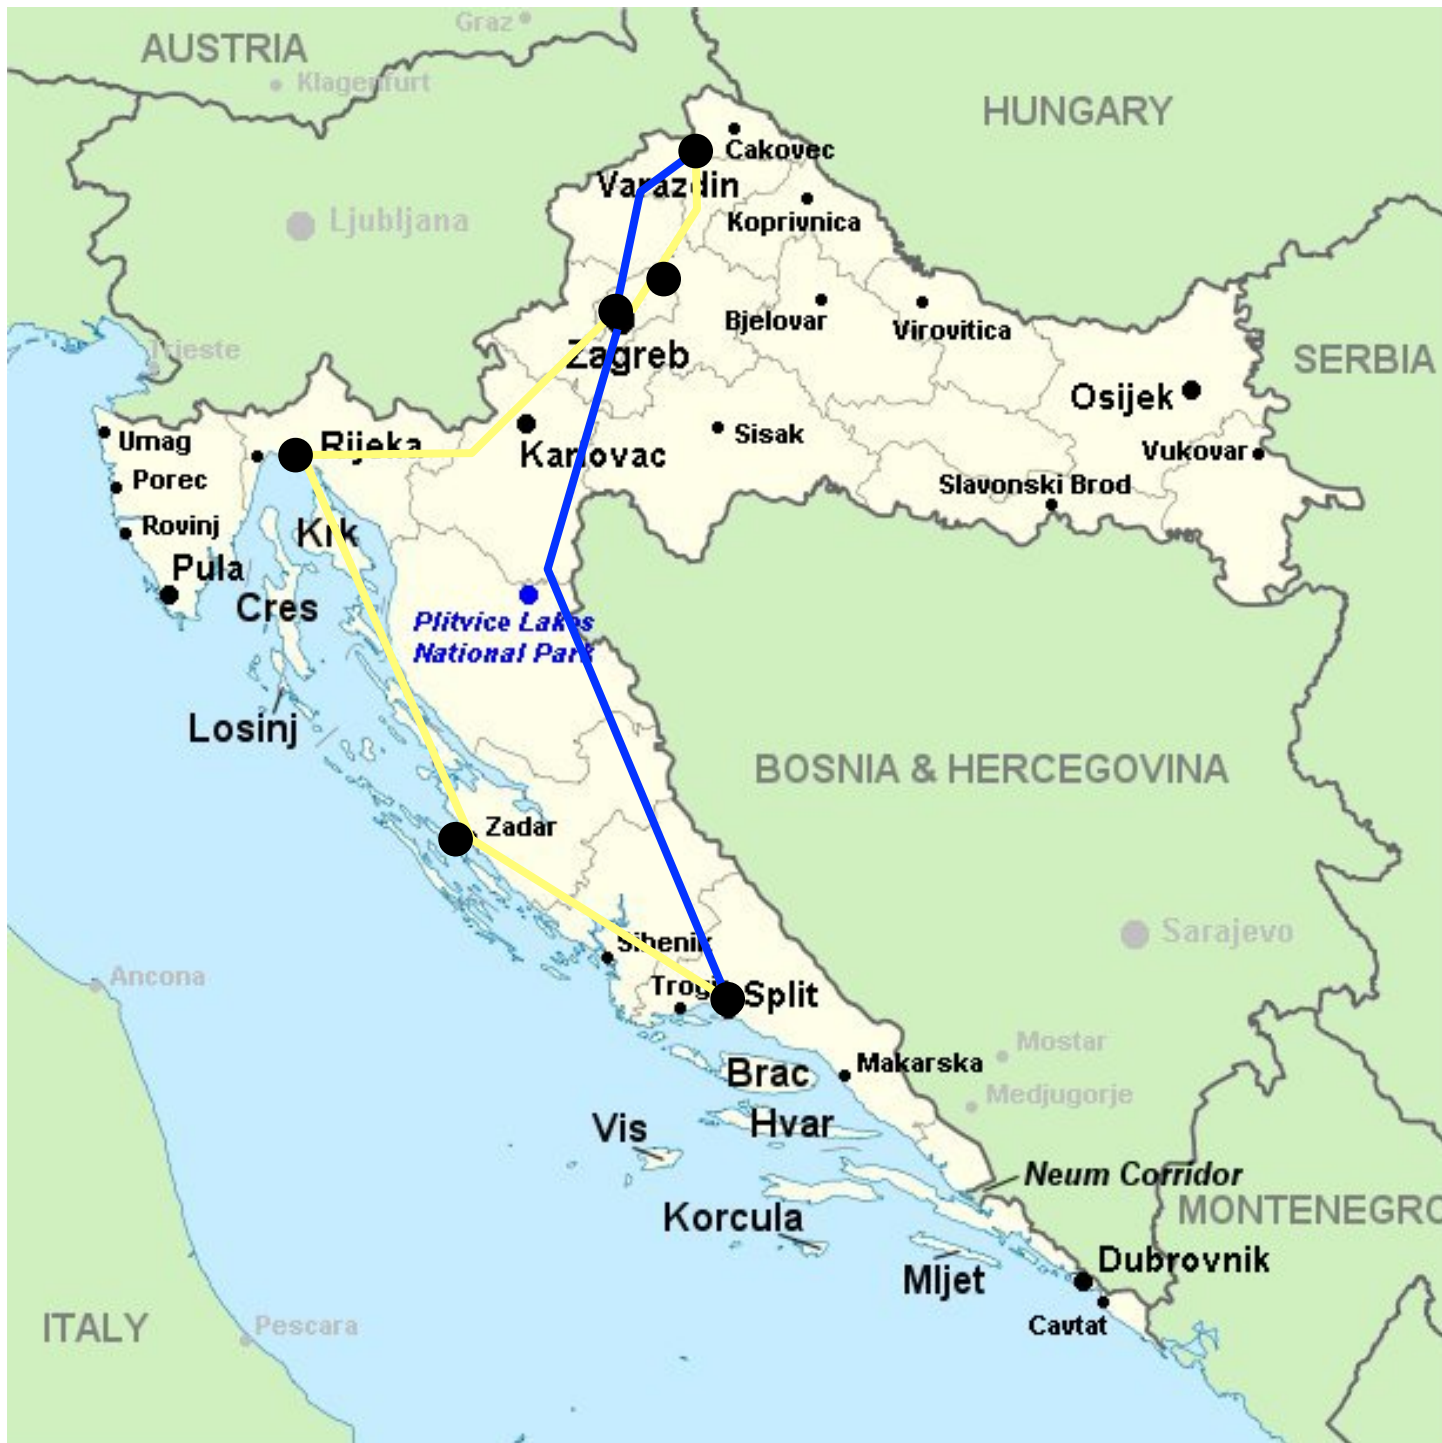 Graz
AUSTRIA
Klagenfurt
HUNGARY
Cakovec
Varazdin
Koprivnica
Ljubljana
Bjelovar
Virovitica
Trieste
Zagreb
SERBIA
Osijek
Umag
Rijeka
Karlovac
Sisak
Vukovar
Porec
Slavonski Brod
Rovinj
Krk
Pula
Cres
Plitvice Lakes
National Park
Losinj
BOSNIA & HERCEGOVINA
Zadar
Sibenik
Sarajevo
Ancona
Trogir
Split
Mostar
Makarska
Brac
Medjugorje
Hvar
Vis
Neum Corridor
Korcula
MONTENEGRO
Dubrovnik
Mljet
ITALY
Pescara
Cavtat